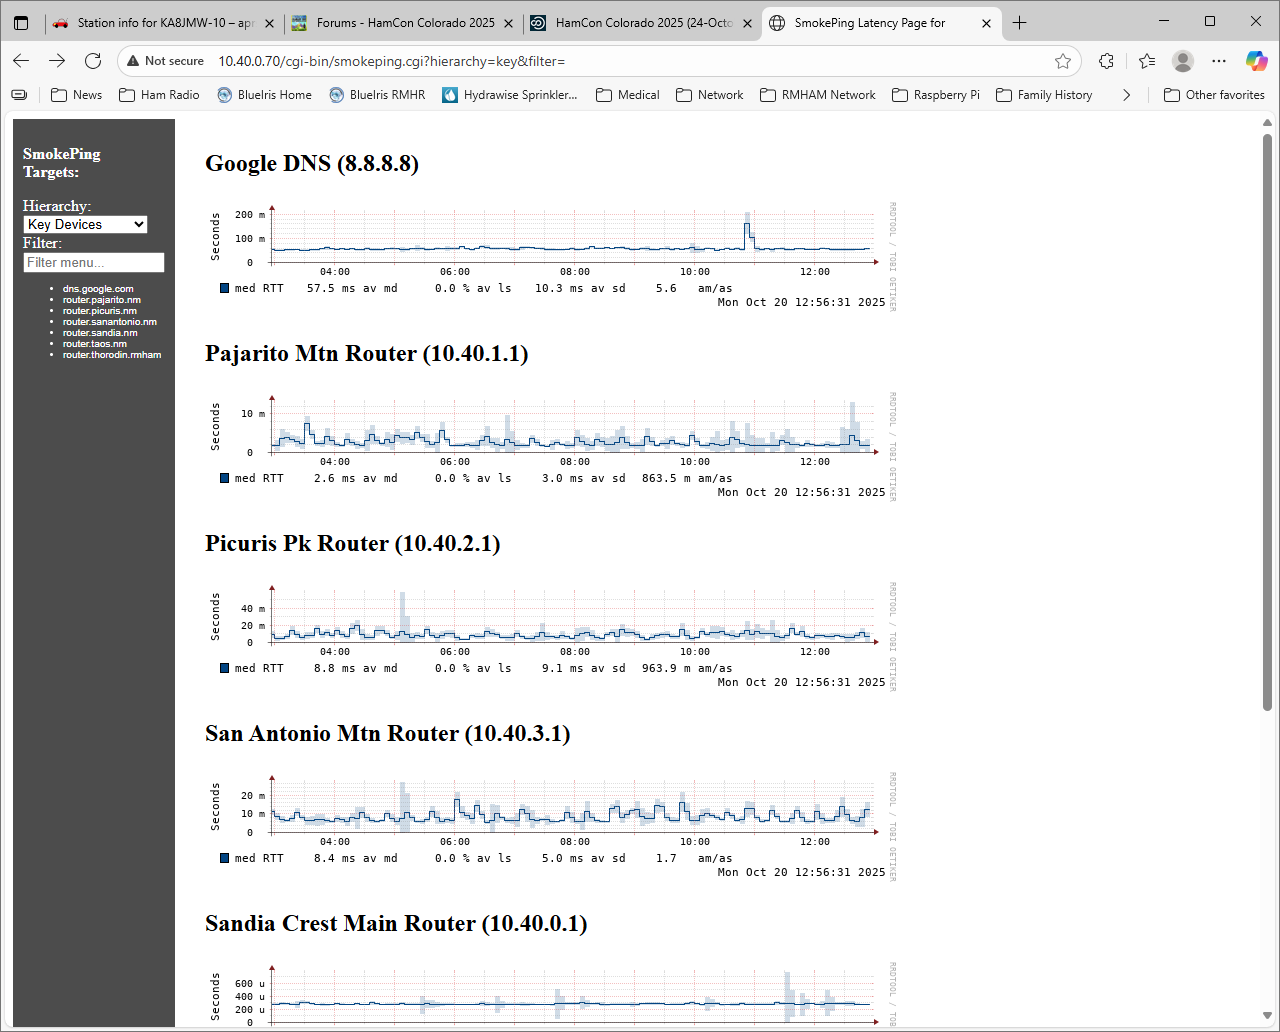 Station info for KA8JMW-10 – apr
Forums - HamCon Colorado 2025
HamCon Colorado 2025 (24-Octo
SmokePing Latency Page for
Not secure
10.40.0.70/cgi-bin/smokeping.cgi?hierarchy=key&filter=
News
Ham Radio
BlueIris Home
BlueIris RMHR
Hydrawise Sprinkler...
Medical
Network
RMHAM Network
Raspberry Pi
Family History
Other favorites
SmokePing
Targets:
Hierarchy:
Key Devices
Filter:
Filter menu...
dns.google.com
router.pajarito.nm
router.picuris.nm
router.sanantonio.nm
router.sandia.nm
router.taos.nm
router.thorodin.rmham
Google DNS (8.8.8.8)
Seconds
200 m
100 m
0
04:00 06:00 08:00 10:00 12:00
med RTT 57.5 ms av md 0.0 % av ls 10.3 ms av sd 5.6 am/as
Mon Oct 20 12:56:31 2025
RRDTOOL / TOBI OETIKER
Pajarito Mtn Router (10.40.1.1)
Seconds
10 m
0
04:00 06:00 08:00 10:00 12:00
med RTT 2.6 ms av md 0.0 % av ls 3.0 ms av sd 863.5 m am/as
Mon Oct 20 12:56:31 2025
RRDTOOL / TOBI OETIKER
Picuris Pk Router (10.40.2.1)
Seconds
40 m
20 m
0
04:00 06:00 08:00 10:00 12:00
med RTT 8.8 ms av md 0.0 % av ls 9.1 ms av sd 963.9 m am/as
Mon Oct 20 12:56:31 2025
RRDTOOL / TOBI OETIKER
San Antonio Mtn Router (10.40.3.1)
Seconds
20 m
10 m
0
04:00 06:00 08:00 10:00 12:00
med RTT 8.4 ms av md 0.0 % av ls 5.0 ms av sd 1.7 am/as
Mon Oct 20 12:56:31 2025
RRDTOOL / TOBI OETIKER
Sandia Crest Main Router (10.40.0.1)
Seconds
600 u
400 u
200 u
0
RRDTOOL / TO